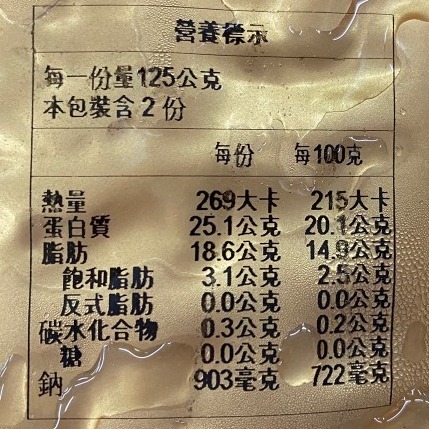 營養標示
每一份量125公克
本包裝含2份
每份 每100克
熱量 269大卡 215大卡
蛋白質 25.1公克 20.1公克
脂肪 18.6公克 14.9公克
飽和脂肪 3.1公克 2.5公克
反式脂肪 0.0公克 0.0公克
碳水化合物 0.3公克 0.2公克
糖 0.0公克 0.0公克
鈉 903毫克 722毫克